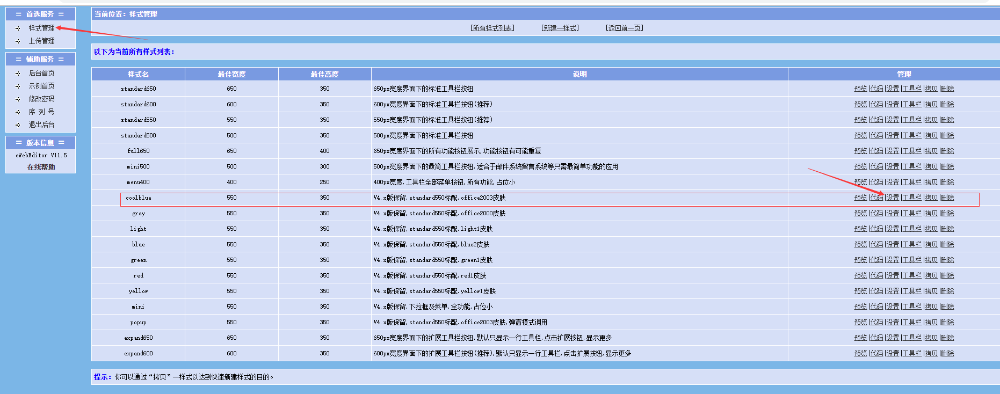 三 首选服务 三
样式管理
上传管理
三 辅助服务 三
后台首页
示例首页
修改密码
序 列 号
退出后台
= 版本信息 =
eWebEditor V11.5
在线帮助
当前位置：样式管理
[所有样式列表] [新建一样式] [返回前一页]
以下为当前所有样式列表：
样式名 最佳宽度 最佳高度 说明 管理
standard650 650 350 650px宽度界面下的标准工具栏按钮 预览|代码|设置|工具栏|拷贝|删除
standard600 600 350 600px宽度界面下的标准工具栏按钮(推荐) 预览|代码|设置|工具栏|拷贝|删除
standard550 550 350 550px宽度界面下的标准工具栏按钮(推荐) 预览|代码|设置|工具栏|拷贝|删除
standard500 500 350 500px宽度界面下的标准工具栏按钮 预览|代码|设置|工具栏|拷贝|删除
full650 650 400 650px宽度界面下的所有功能按钮展示,功能按钮有可能重复 预览|代码|设置|工具栏|拷贝|删除
mini500 500 300 500px宽度界面下的最简工具栏按钮,适合于邮件系统留言系统等只需最简单功能的应用 预览|代码|设置|工具栏|拷贝|删除
menu400 400 250 400px宽度,工具栏全部菜单按钮,所有功能,占位小 预览|代码|设置|工具栏|拷贝|删除
coolblue 550 350 V4.x版保留,standard550标配,office2003皮肤 预览|代码|设置|工具栏|拷贝|删除
gray 550 350 V4.x版保留,standard550标配,office2000皮肤 预览|代码|设置|工具栏|拷贝|删除
light 550 350 V4.x版保留,standard550标配,light1皮肤 预览|代码|设置|工具栏|拷贝|删除
blue 550 350 V4.x版保留,standard550标配,blue2皮肤 预览|代码|设置|工具栏|拷贝|删除
green 550 350 V4.x版保留,standard550标配,green1皮肤 预览|代码|设置|工具栏|拷贝|删除
red 550 350 V4.x版保留,standard550标配,red1皮肤 预览|代码|设置|工具栏|拷贝|删除
yellow 550 350 V4.x版保留,standard550标配,yellow1皮肤 预览|代码|设置|工具栏|拷贝|删除
mini 550 350 V4.x版保留,下拉框及菜单,全功能,占位小 预览|代码|设置|工具栏|拷贝|删除
popup 550 350 V4.x版保留,standard550标配,office2003皮肤,弹窗模式调用 预览|代码|设置|工具栏|拷贝|删除
expand650 650 350 650px宽度界面下的扩展工具栏按钮,默认只显示一行工具栏,点击扩展按钮,显示更多 预览|代码|设置|工具栏|拷贝|删除
expand600 600 350 600px宽度界面下的扩展工具栏按钮(推荐),默认只显示一行工具栏,点击扩展按钮,显示更多 预览|代码|设置|工具栏|拷贝|删除
提示：你可以通过“拷贝”一样式以达到快速新建样式的目的。